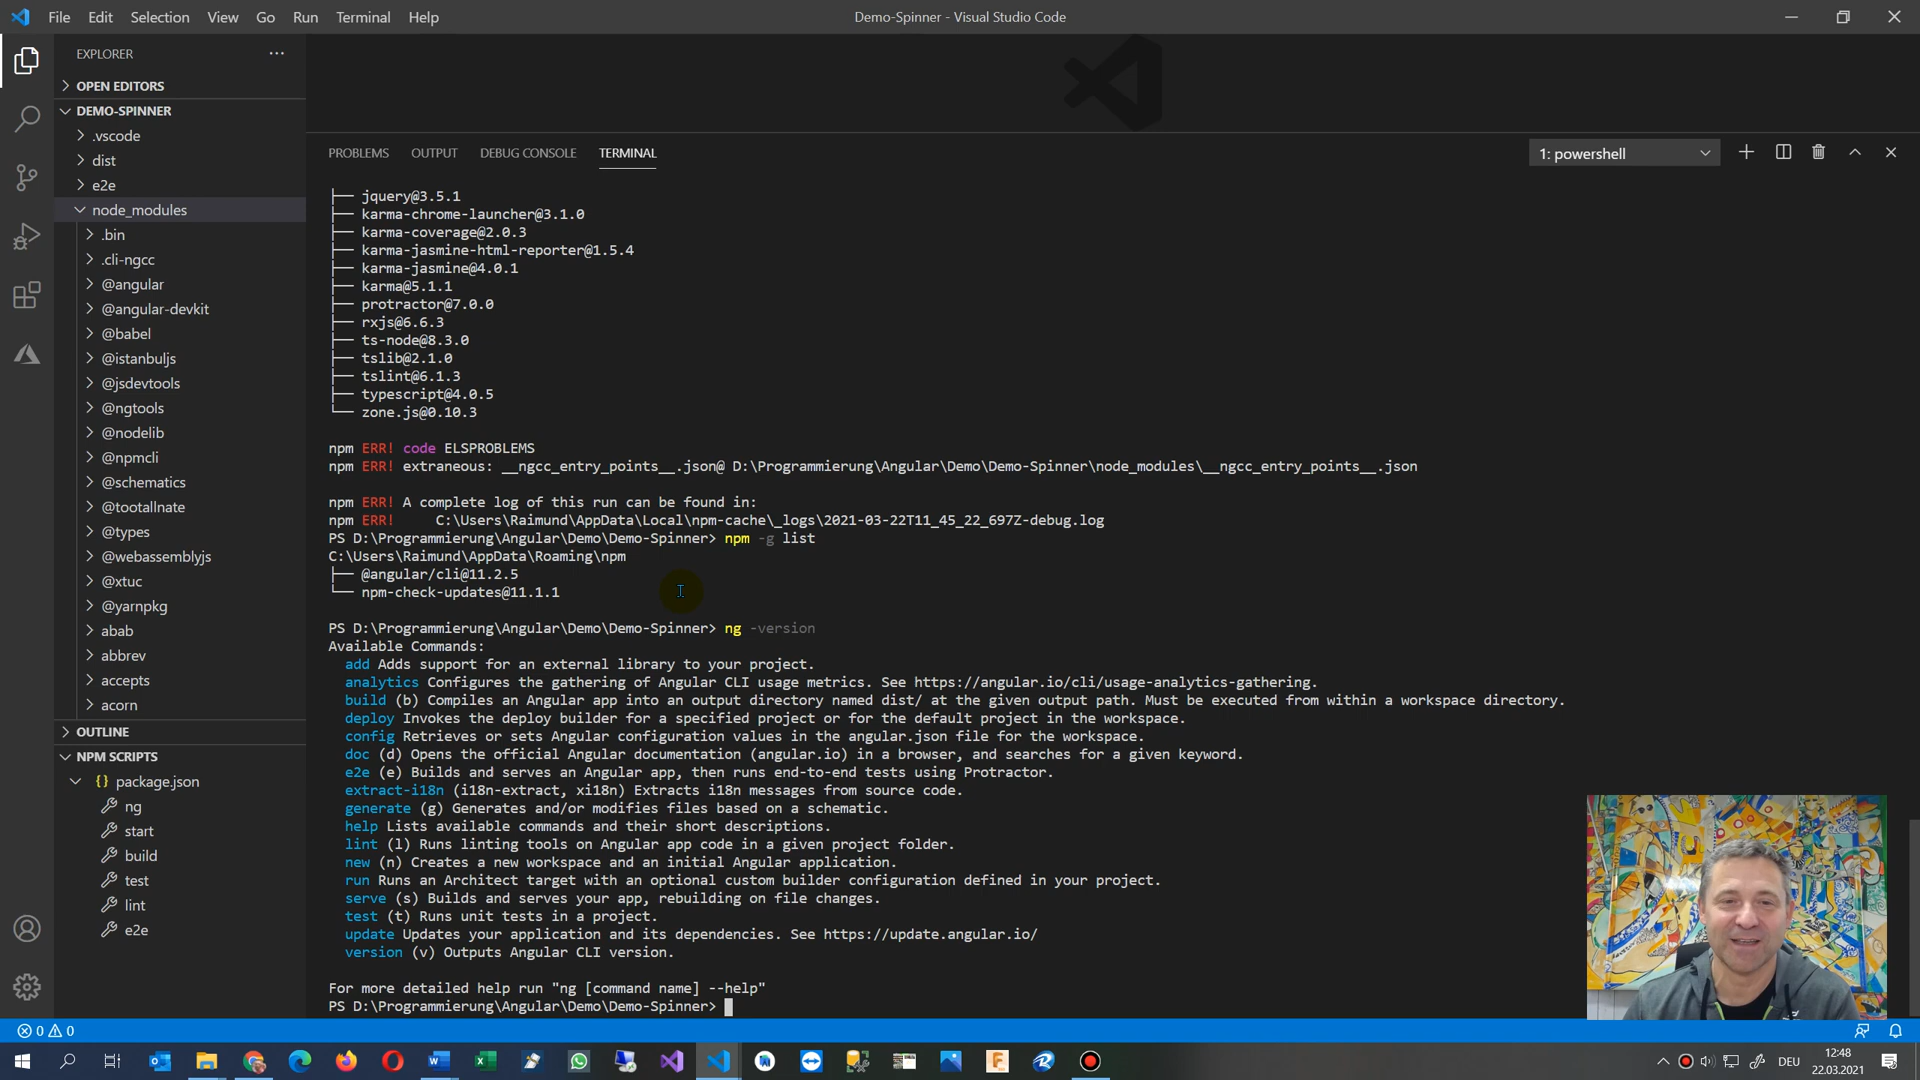 File Edit Selection View Go Run Terminal Help
Demo-Spinner - Visual Studio Code
EXPLORER
OPEN EDITORS
DEMO-SPINNER
.vscode
dist
e2e
node_modules
.bin
.cli-ngcc
@angular
@angular-devkit
@babel
@istanbuljs
@jsdevtools
@ngtools
@nodelib
@npmcli
@schematics
@tootallnate
@types
@webassemblyjs
@xtuc
@yarnpkg
abab
abbrev
accepts
acorn
OUTLINE
NPM SCRIPTS
{} package.json
ng
start
build
test
lint
e2e
PROBLEMS OUTPUT DEBUG CONSOLE TERMINAL
1: powershell
├── jquery@3.5.1
├── karma-chrome-launcher@3.1.0
├── karma-coverage@2.0.3
├── karma-jasmine-html-reporter@1.5.4
├── karma-jasmine@4.0.1
├── karma@5.1.1
├── protractor@7.0.0
├── rxjs@6.6.3
├── ts-node@8.3.0
├── tslib@2.1.0
├── tslint@6.1.3
├── typescript@4.0.5
└── zone.js@0.10.3
npm ERR! code ELSPROBLEMS
npm ERR! extraneous: __ngcc_entry_points__.json@ D:\Programmierung\Angular\Demo\Demo-Spinner\node_modules\__ngcc_entry_points__.json
npm ERR! A complete log of this run can be found in:
npm ERR!     C:\Users\Raimund\AppData\Local\npm-cache\_logs\2021-03-22T11_45_22_697Z-debug.log
PS D:\Programmierung\Angular\Demo\Demo-Spinner> npm -g list
C:\Users\Raimund\AppData\Roaming\npm
├── @angular/cli@11.2.5
└── npm-check-updates@11.1.1
PS D:\Programmierung\Angular\Demo\Demo-Spinner> ng -version
Available Commands:
add Adds support for an external library to your project.
analytics Configures the gathering of Angular CLI usage metrics. See https://angular.io/cli/usage-analytics-gathering.
build (b) Compiles an Angular app into an output directory named dist/ at the given output path. Must be executed from within a workspace directory.
deploy Invokes the deploy builder for a specified project or for the default project in the workspace.
config Retrieves or sets Angular configuration values in the angular.json file for the workspace.
doc (d) Opens the official Angular documentation (angular.io) in a browser, and searches for a given keyword.
e2e (e) Builds and serves an Angular app, then runs end-to-end tests using Protractor.
extract-i18n (i18n-extract, xi18n) Extracts i18n messages from source code.
generate (g) Generates and/or modifies files based on a schematic.
help Lists available commands and their short descriptions.
lint (l) Runs linting tools on Angular app code in a given project folder.
new (n) Creates a new workspace and an initial Angular application.
run Runs an Architect target with an optional custom builder configuration defined in your project.
serve (s) Builds and serves your app, rebuilding on file changes.
test (t) Runs unit tests in a project.
update Updates your application and its dependencies. See https://update.angular.io/
version (v) Outputs Angular CLI version.
For more detailed help run "ng [command name] --help"
PS D:\Programmierung\Angular\Demo\Demo-Spinner>
0 0
DEU
12:48
22.03.2021